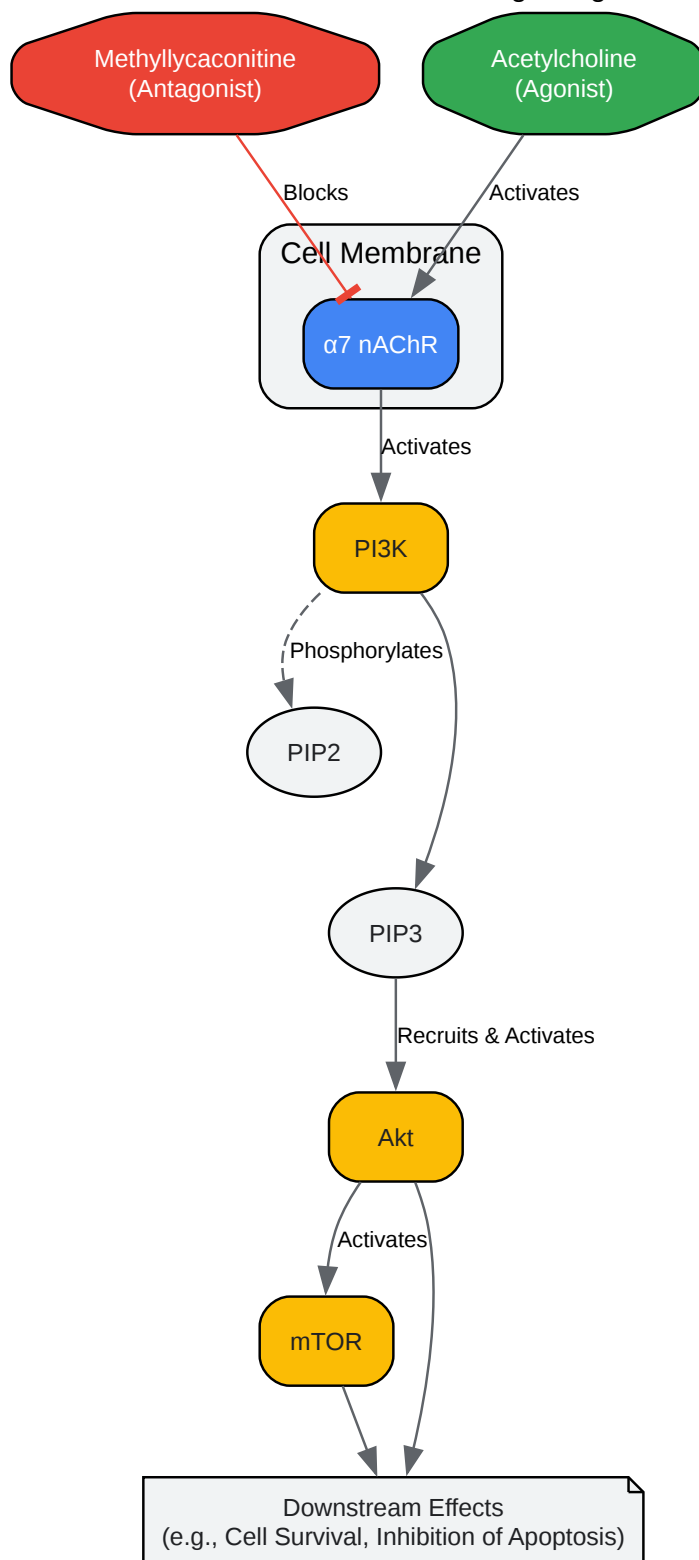 Methyllycaconitine
(Antagonist)
Acetylcholine
(Agonist)
Blocks
Activates
Cell Membrane
α7 nAChR
Activates
PI3K
Phosphorylates
PIP2
PIP3
Recruits & Activates
Akt
Activates
mTOR
Downstream Effects
(e.g., Cell Survival, Inhibition of Apoptosis)